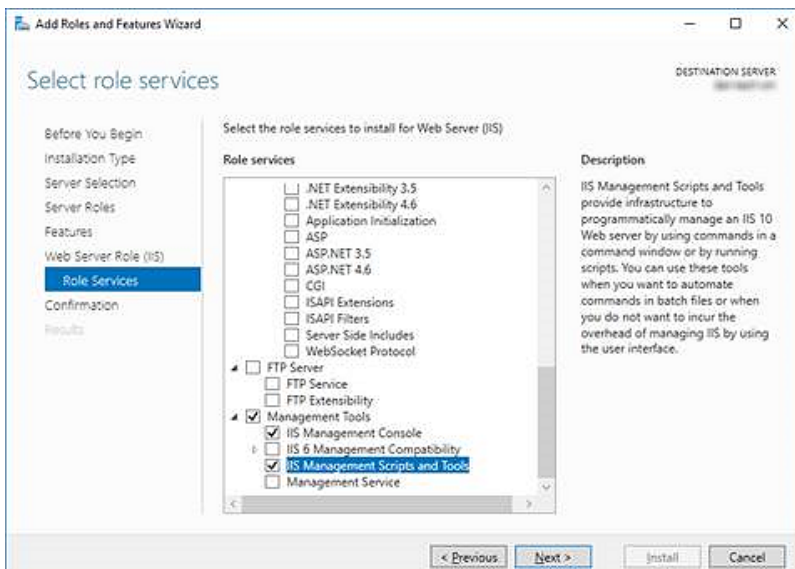 Add Roles and Features Wizard
Select role services
DESTINATION SERVER
Before You Begin
Installation Type
Server Selection
Server Roles
Features
Web Server Role (IIS)
Role Services
Confirmation
Results
Select the role services to install for Web Server (IIS)
Role services
.NET Extensibility 3.5
.NET Extensibility 4.6
Application Initialization
ASP
ASP.NET 3.5
ASP.NET 4.6
CGI
ISAPI Extensions
ISAPI Filters
Server Side Includes
WebSocket Protocol
FTP Server
FTP Service
FTP Extensibility
Management Tools
IIS Management Console
IIS 6 Management Compatibility
IIS Management Scripts and Tools
Management Service
Description
IIS Management Scripts and Tools
provide infrastructure to
programmatically manage an IIS 10
Web server by using commands in a
command window or by running
scripts. You can use these tools
when you want to automate
commands in batch files or when
you do not want to incur the
overhead of managing IIS by using
the user interface.
< Previous
Next >
Install
Cancel